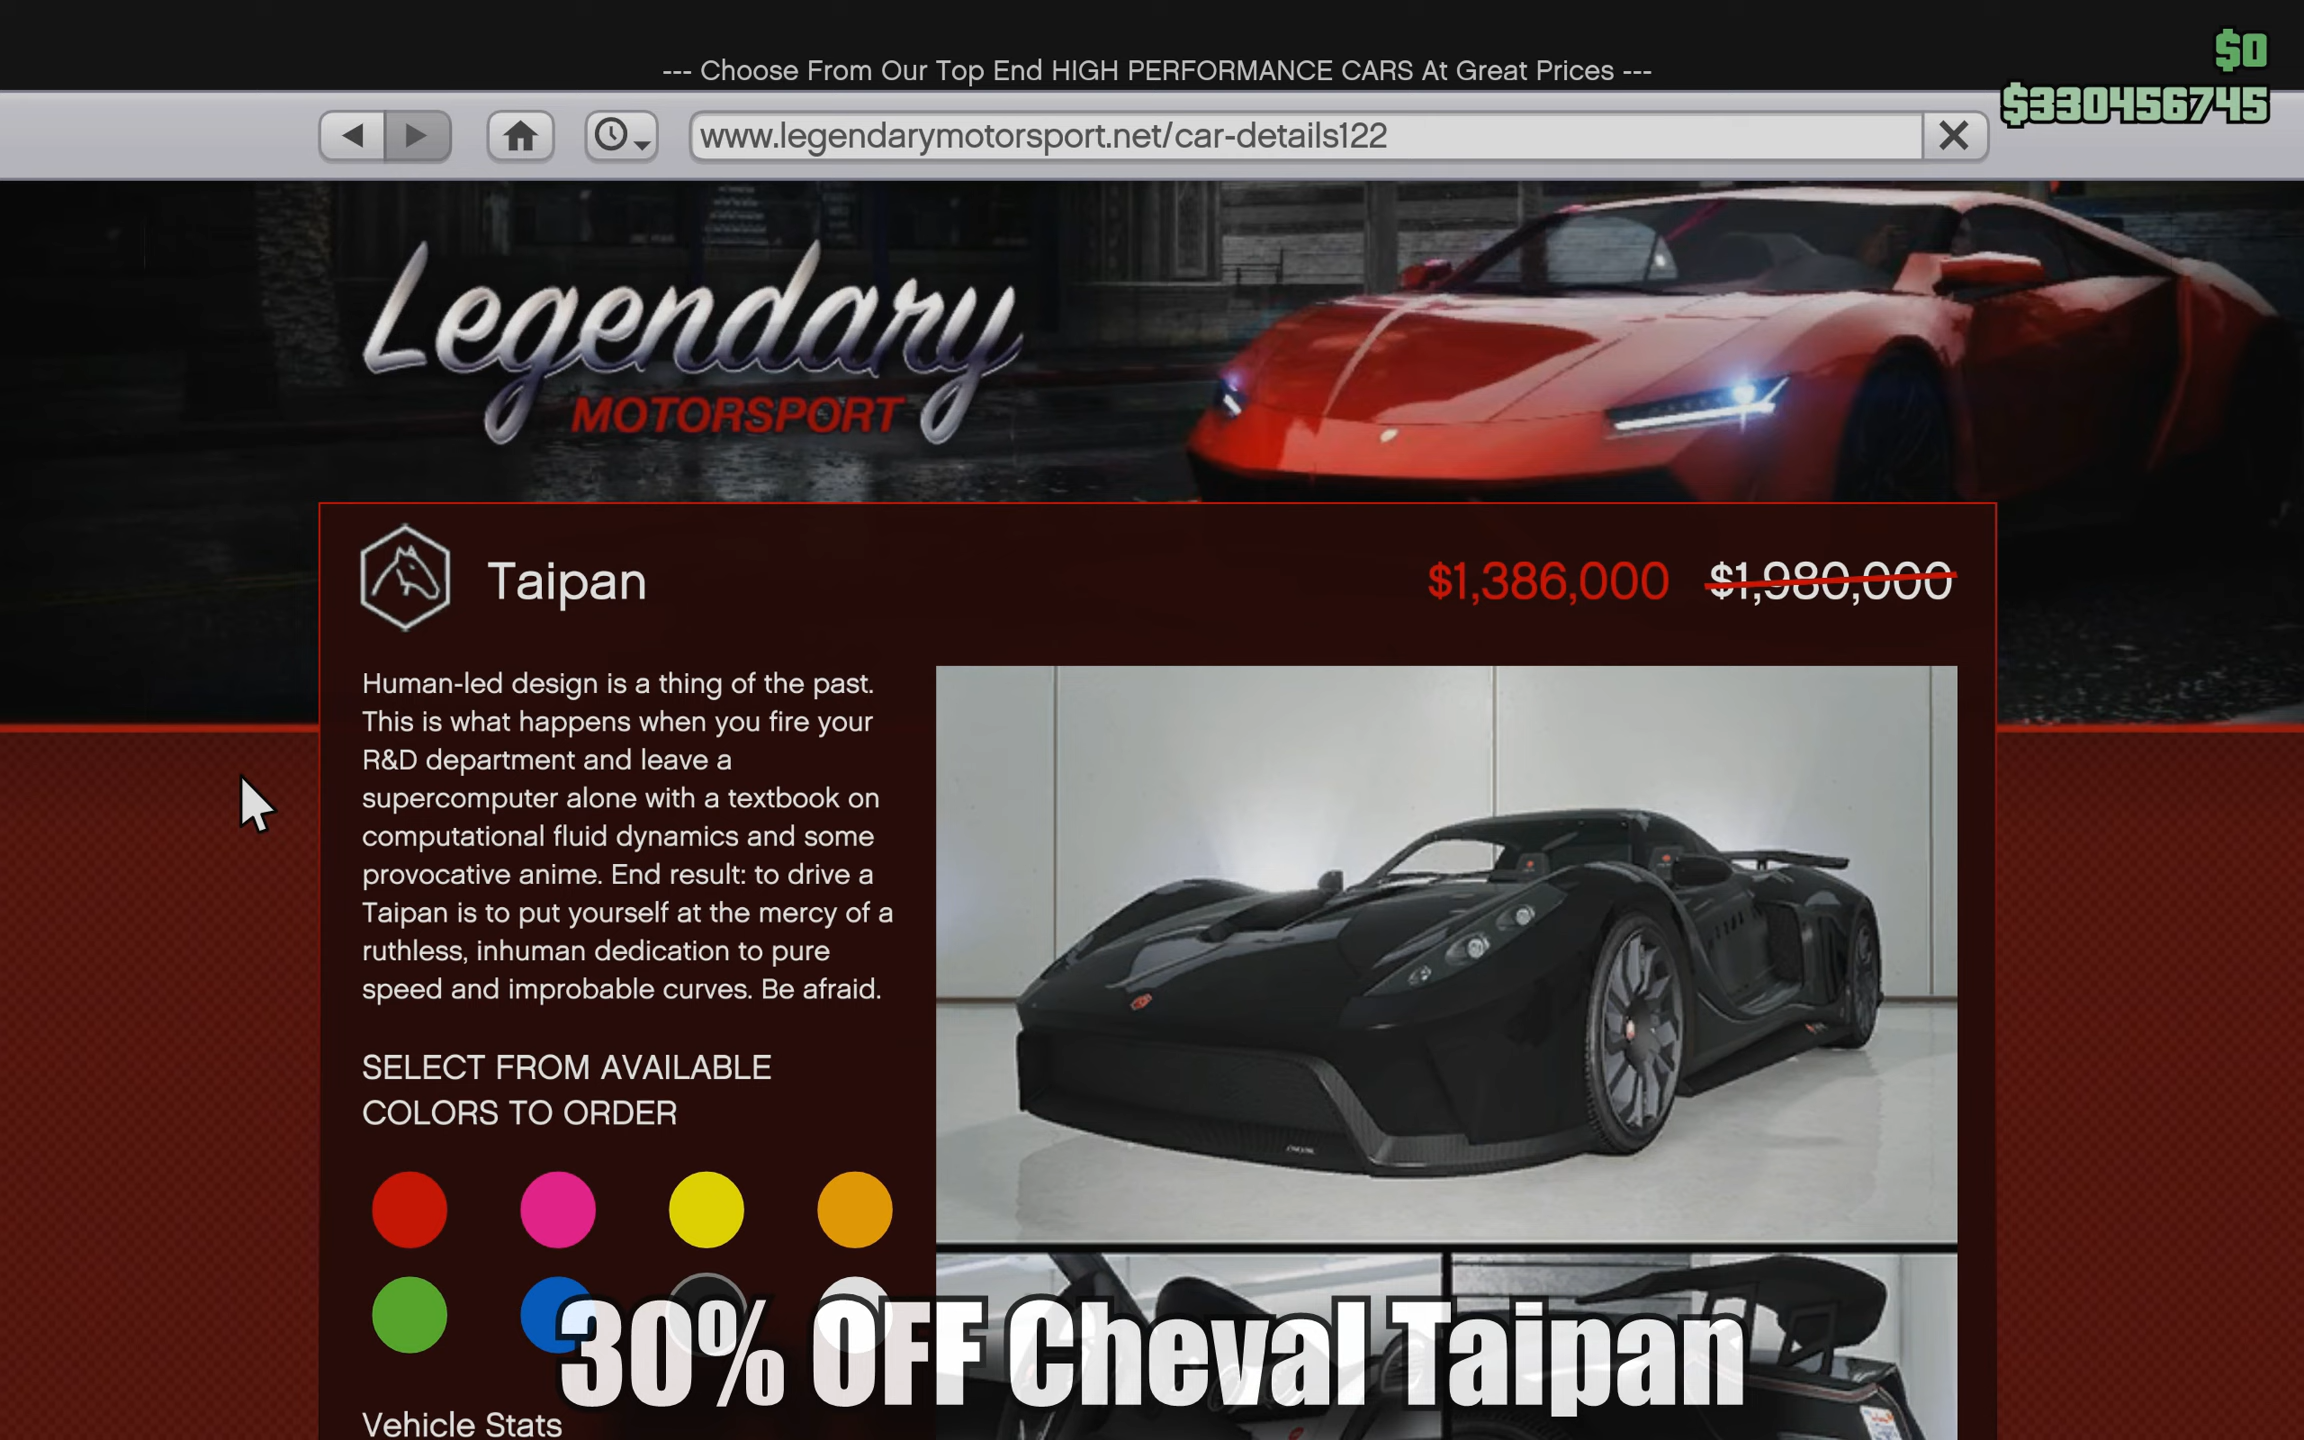 $0
--- Choose From Our Top End HIGH PERFORMANCE CARS At Great Prices ---
$330456745
www.legendarymotorsport.net/car-details122
Legendary
MOTORSPORT
Taipan
$1,386,000 $1,980,000
Human-led design is a thing of the past.
This is what happens when you fire your
R&D department and leave a
supercomputer alone with a textbook on
computational fluid dynamics and some
provocative anime. End result: to drive a
Taipan is to put yourself at the mercy of a
ruthless, inhuman dedication to pure
speed and improbable curves. Be afraid.
SELECT FROM AVAILABLE
COLORS TO ORDER
30% OFF Cheval Taipan
Vehicle Stats